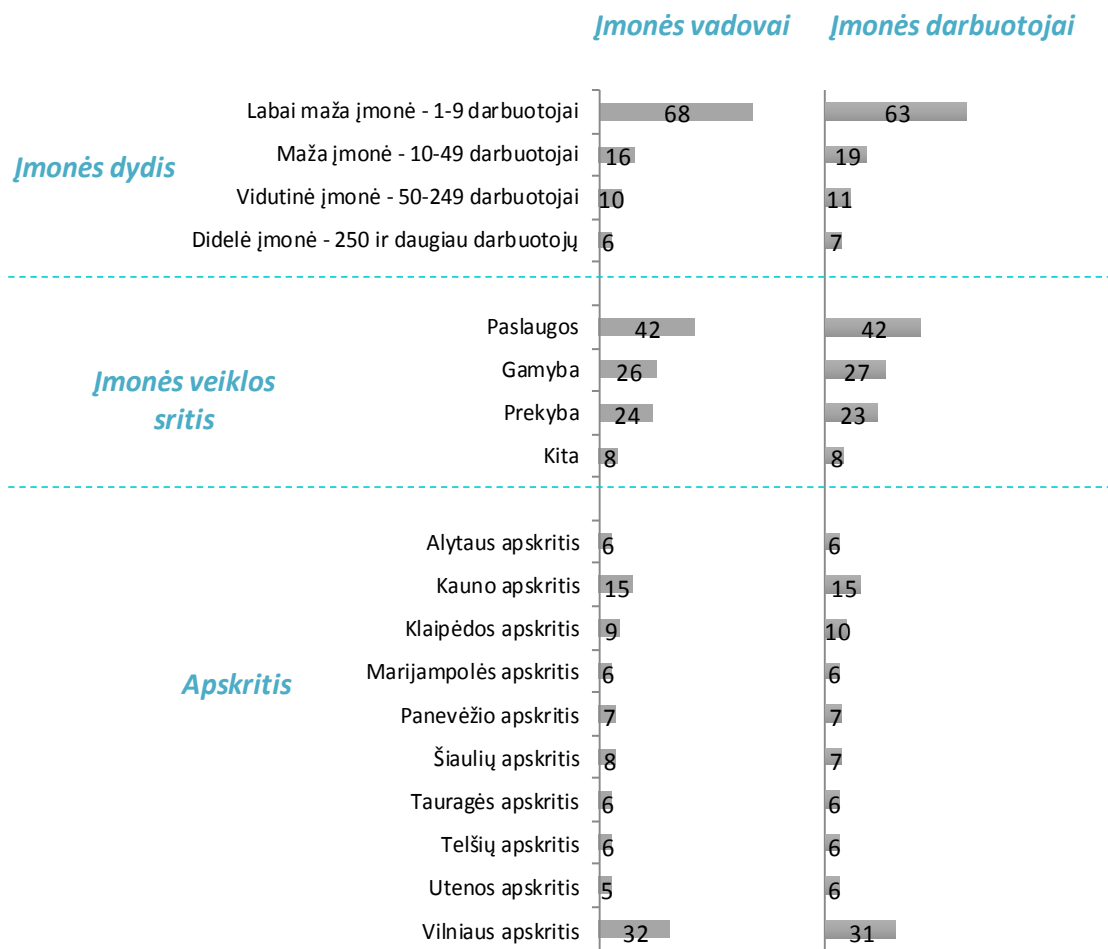 Įmonės vadovai Įmonės darbuotojai
Įmonės dydis
Labai maža įmonė - 1-9 darbuotojai 68 63
Maža įmonė - 10-49 darbuotojai 16 19
Vidutinė įmonė - 50-249 darbuotojai 10 11
Didelė įmonė - 250 ir daugiau darbuotojų 6 7
Įmonės veiklos
sritis
Paslaugos 42 42
Gamyba 26 27
Prekyba 24 23
Kita 8 8
Apskritis
Alytaus apskritis 6 6
Kauno apskritis 15 15
Klaipėdos apskritis 9 10
Marijampolės apskritis 6 6
Panevėžio apskritis 7 7
Šiaulių apskritis 8 7
Tauragės apskritis 6 6
Telšių apskritis 6 6
Utenos apskritis 5 6
Vilniaus apskritis 32 31